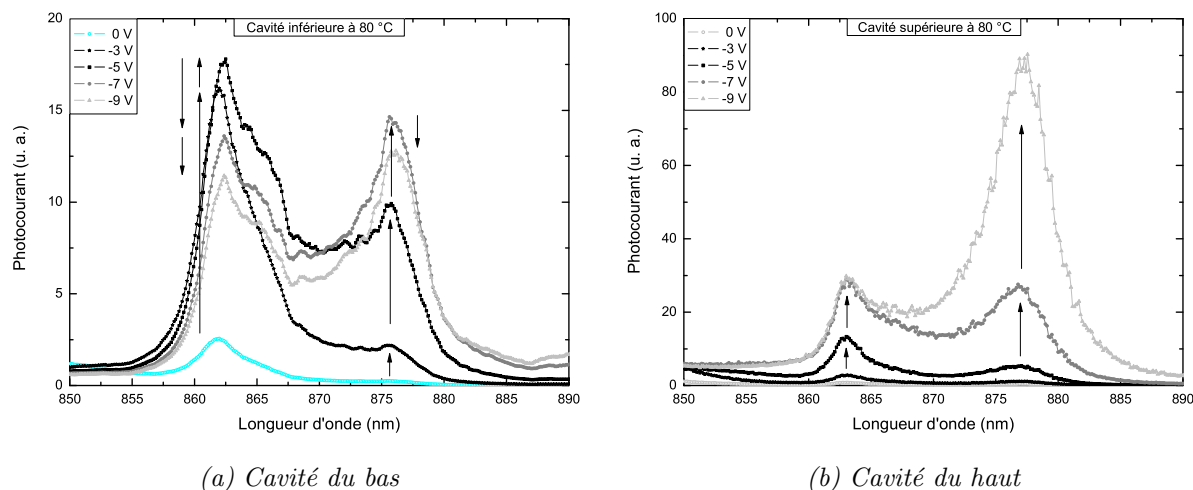 Cavité inférieure à 80 °C
0 V
-3 V
-5 V
-7 V
-9 V
Photocourant (u. a.)
20
15
10
5
0
850 855 860 865 870 875 880 885 890
Longueur d'onde (nm)
(a) Cavité du bas
Cavité supérieure à 80 °C
0 V
-3 V
-5 V
-7 V
-9 V
Photocourant (u. a.)
100
80
60
40
20
0
850 855 860 865 870 875 880 885 890
Longueur d'onde (nm)
(b) Cavité du haut